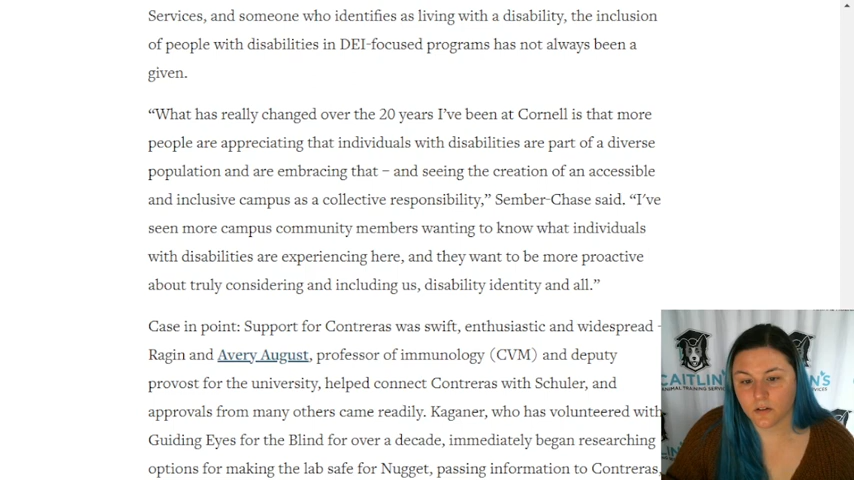 Services, and someone who identifies as living with a disability, the inclusion
of people with disabilities in DEI-focused programs has not always been a
given.
“What has really changed over the 20 years I’ve been at Cornell is that more
people are appreciating that individuals with disabilities are part of a diverse
population and are embracing that – and seeing the creation of an accessible
and inclusive campus as a collective responsibility,” Sember-Chase said. “I’ve
seen more campus community members wanting to know what individuals
with disabilities are experiencing here, and they want to be more proactive
about truly considering and including us, disability identity and all.”
Case in point: Support for Contreras was swift, enthusiastic and widespread –
Ragin and Avery August, professor of immunology (CVM) and deputy
provost for the university, helped connect Contreras with Schuler, and
approvals from many others came readily. Kaganer, who has volunteered with
Guiding Eyes for the Blind for over a decade, immediately began researching
options for making the lab safe for Nugget, passing information to Contreras,
CAITLIN'S
ANIMAL TRAINING SERVICES